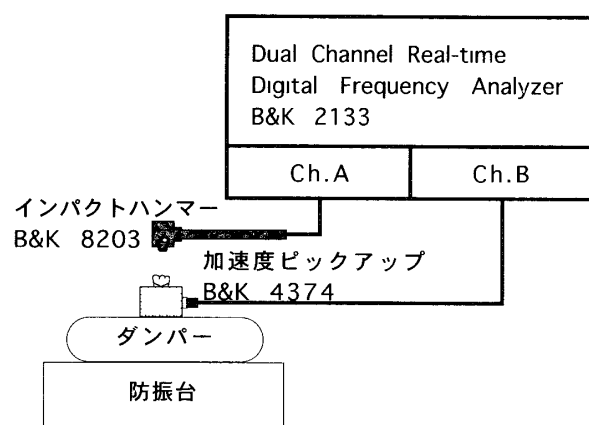 Dual Channel Real-time
Digital Frequency Analyzer
B&K 2133
Ch.A
Ch.B
インパクトハンマー
B&K 8203
加速度ピックアップ
B&K 4374
ダンパー
防振台